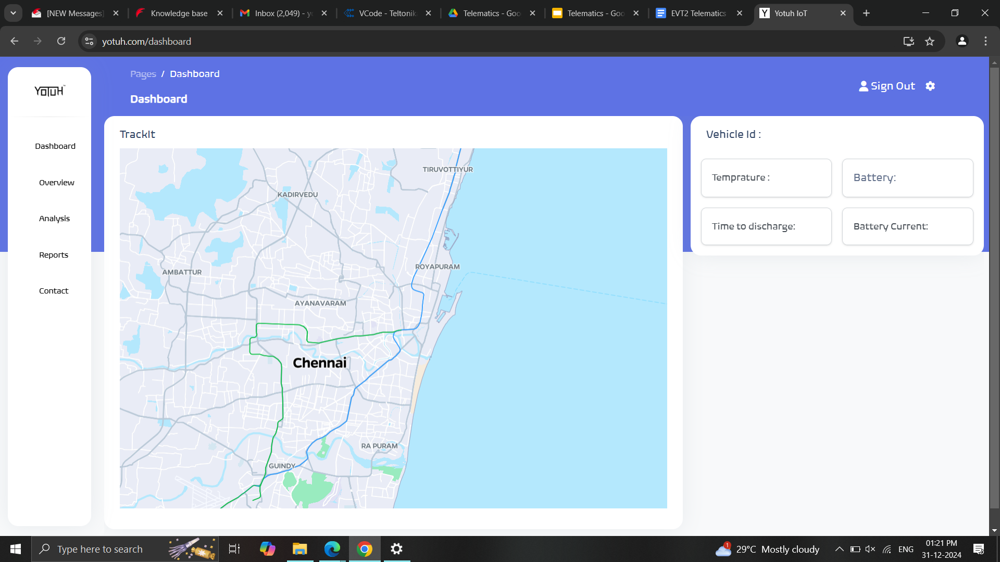 [NEW Messages]
Knowledge base
Inbox (2,049) - yo
VCode - Teltonik
Telematics - Goo
Telematics - Goo
EVT2 Telematics
Y
Yotuh IoT
yotuh.com/dashboard
YOTUH™
Pages / Dashboard
Dashboard
Sign Out
Dashboard
Overview
Analysis
Reports
Contact
TrackIt
TIRUVOTTIYUR
KADIRVEDU
ROYAPURAM
AMBATTUR
AYANAVARAM
Chennai
RA PURAM
GUINDY
Vehicle Id :
Temprature :
Battery:
Time to discharge:
Battery Current:
Type here to search
1
29°C Mostly cloudy
ENG
01:21 PM
31-12-2024